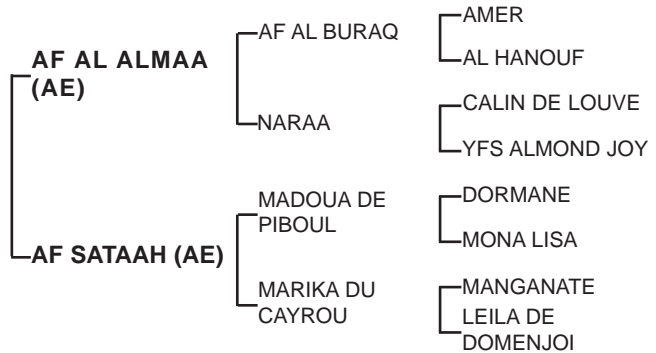 AF AL ALMAA
(AE)
AF AL BURAQ
AMER
AL HANOUF
NARAA
CALIN DE LOUVE
YFS ALMOND JOY
AF SATAAH (AE)
MADOUA DE
PIBOUL
DORMANE
MONA LISA
MARIKA DU
CAYROU
MANGANATE
LEILA DE
DOMENJOI